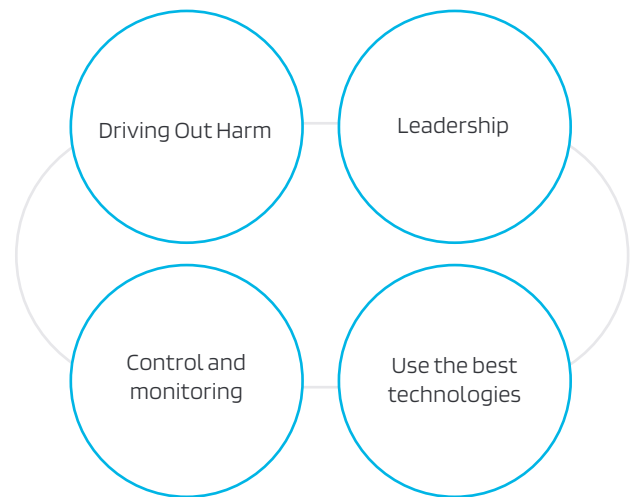 Driving Out Harm
Leadership
Control and
monitoring
Use the best
technologies